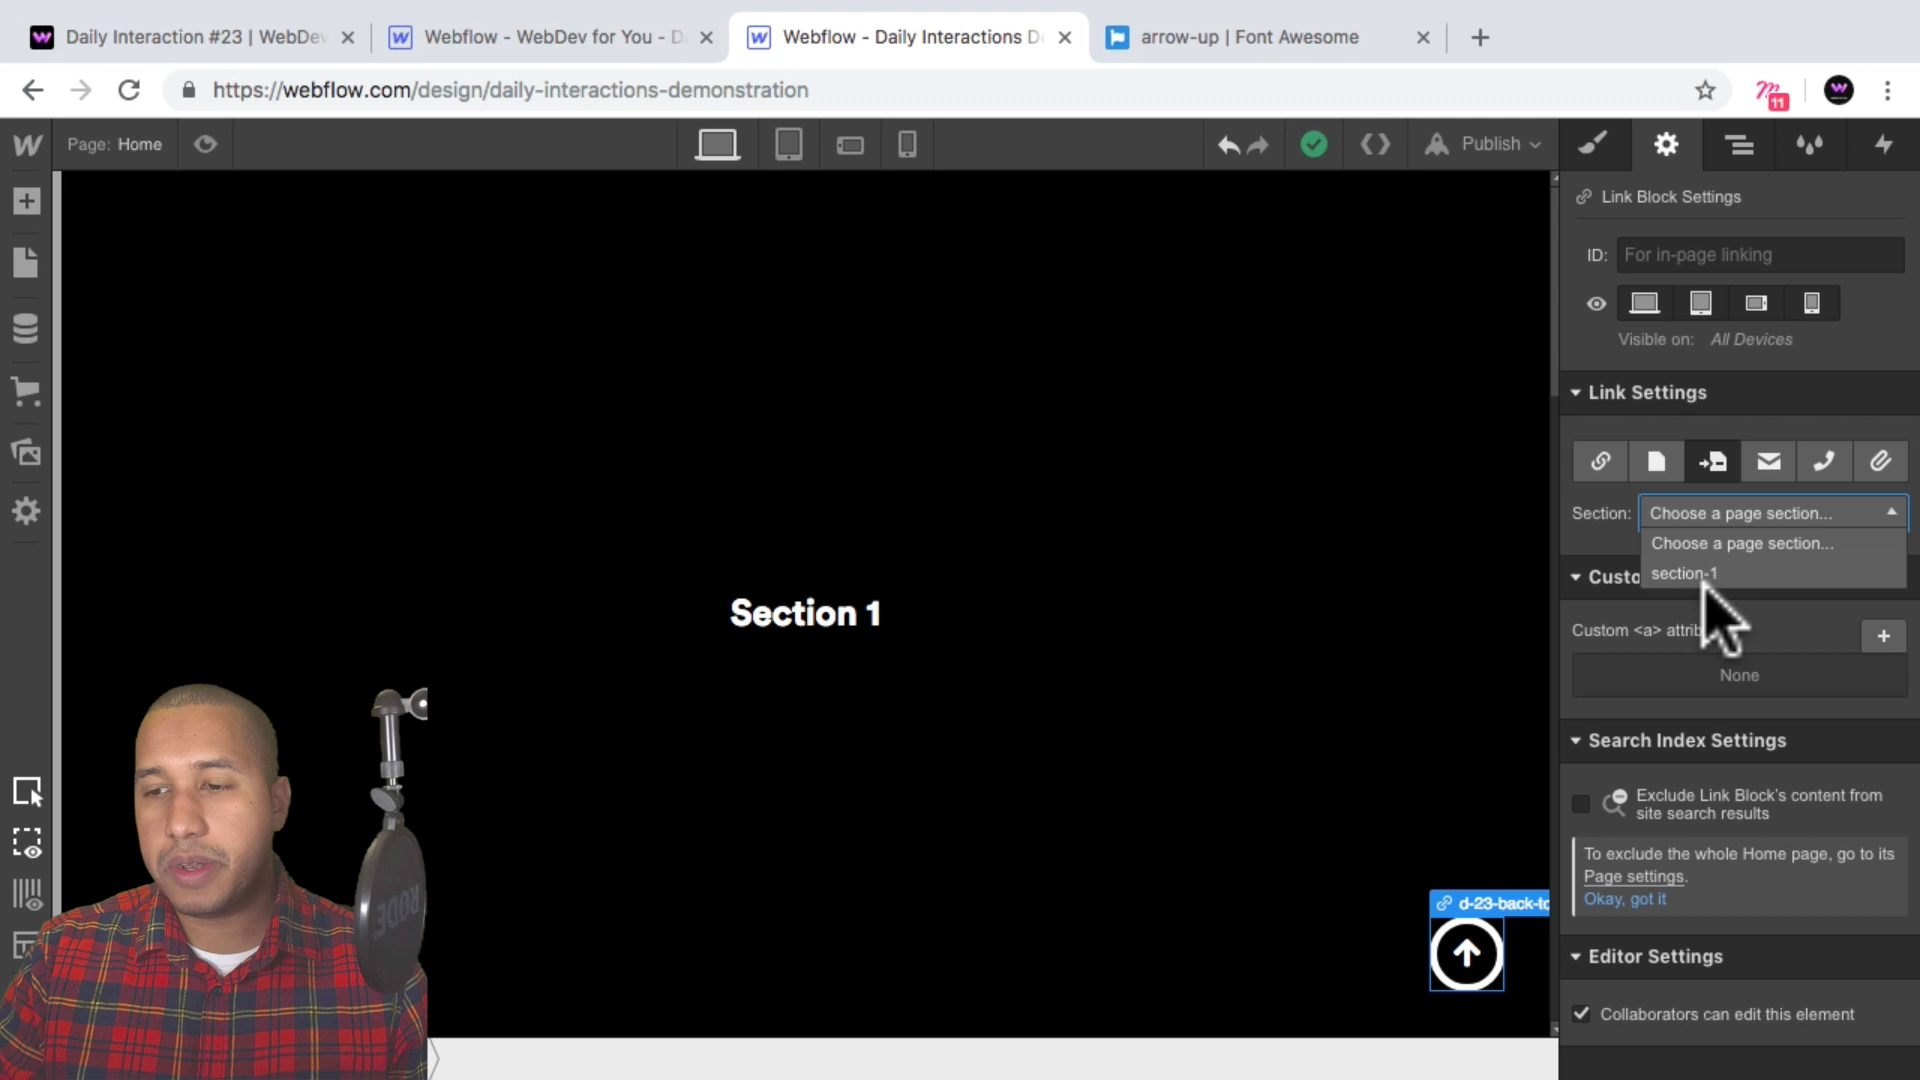 Daily Interaction #23 | WebDev
Webflow - WebDev for You - D
Webflow - Daily Interactions De
arrow-up | Font Awesome
https://webflow.com/design/daily-interactions-demonstration
11
Page: Home
Publish
Link Block Settings
ID: For in-page linking
Visible on: All Devices
Link Settings
Section: Choose a page section...
Choose a page section...
section-1
Custo
Custom <a> attrib
None
Section 1
Search Index Settings
Exclude Link Block's content from
site search results
To exclude the whole Home page, go to its
Page settings.
Okay, got it
d-23-back-to
RODE
Editor Settings
Collaborators can edit this element